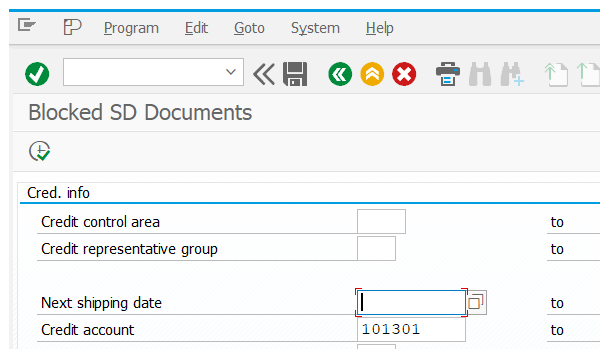 Program Edit Goto System Help
Blocked SD Documents
Cred. info
Credit control area to
Credit representative group to
Next shipping date to
Credit account 101301 to